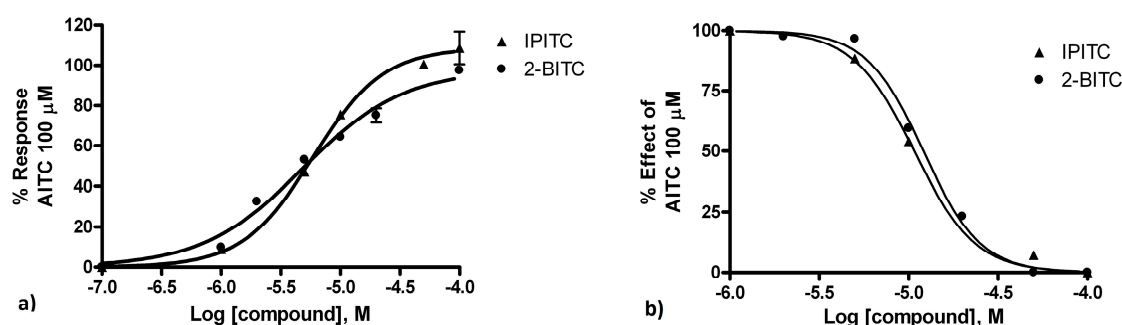 120
100
80
60
40
20
0
% Response
AITC 100 μM
-7.0 -6.5 -6.0 -5.5 -5.0 -4.5 -4.0
Log [compound], M
IPITC
2-BITC
a)
100
75
50
25
0
% Effect of
AITC 100 μM
-6.0 -5.5 -5.0 -4.5 -4.0
Log [compound], M
IPITC
2-BITC
b)